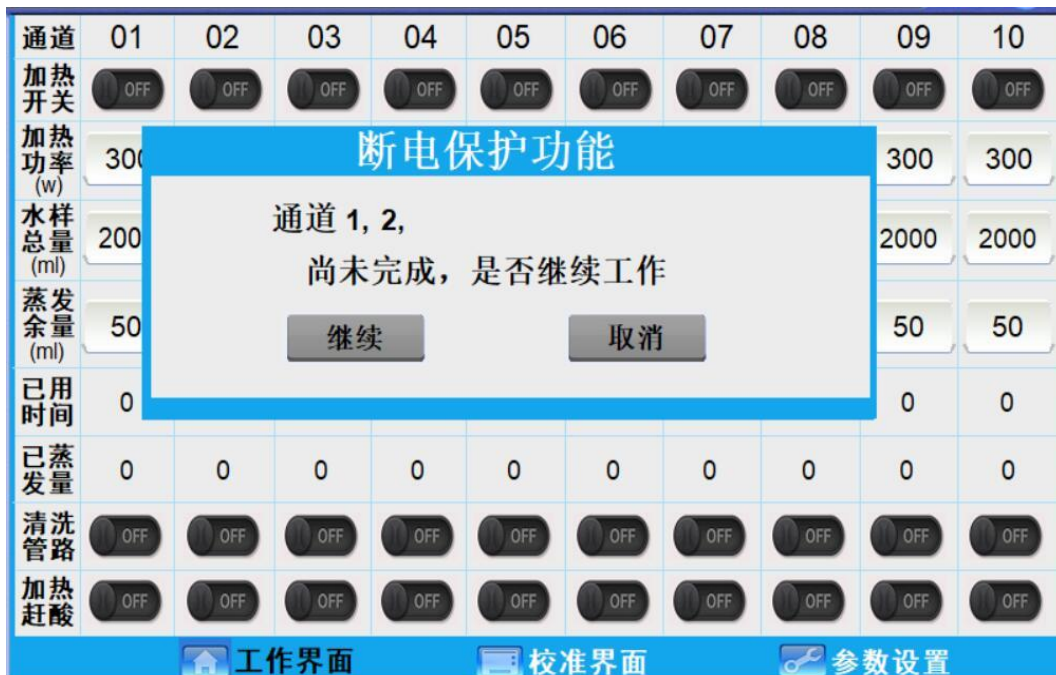 通道 01 02 03 04 05 06 07 08 09 10
加热
开关 OFF OFF OFF OFF OFF OFF OFF OFF OFF OFF
断电保护功能
加热
功率 300 300 300
(w)
通道 1, 2,
水样
总量 200 2000 2000
(ml)
尚未完成，是否继续工作
蒸发
余量 50 50 50
(ml)
继续 取消
已用
时间 0 0 0
已蒸
发量 0 0 0 0 0 0 0 0 0 0
清洗
管路 OFF OFF OFF OFF OFF OFF OFF OFF OFF OFF
加热
赶酸 OFF OFF OFF OFF OFF OFF OFF OFF OFF OFF
工作界面 校准界面 参数设置